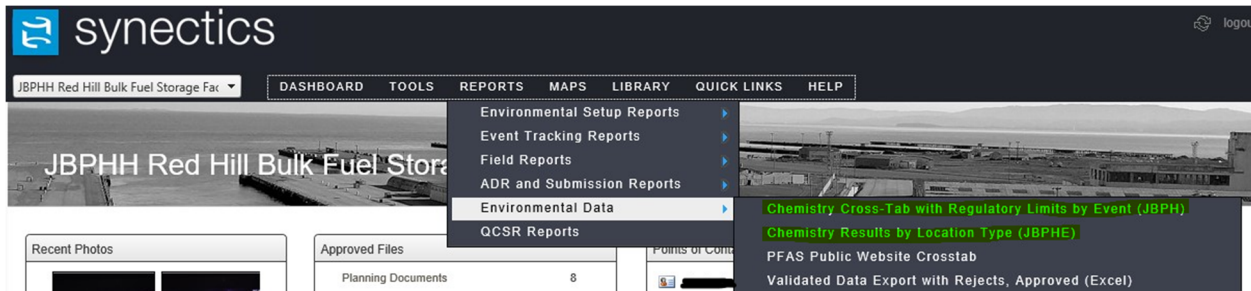 synectics
logou
JBPHH Red Hill Bulk Fuel Storage Fac
DASHBOARD TOOLS REPORTS MAPS LIBRARY QUICK LINKS HELP
Environmental Setup Reports
Event Tracking Reports
Field Reports
ADR and Submission Reports
Environmental Data
QCSR Reports
JBPHH Red Hill Bulk Fuel Stora
Chemistry Cross-Tab with Regulatory Limits by Event (JBPH)
Chemistry Results by Location Type (JBPHE)
PFAS Public Website Crosstab
Validated Data Export with Rejects, Approved (Excel)
Recent Photos
Approved Files
Points of Conta
Planning Documents 8